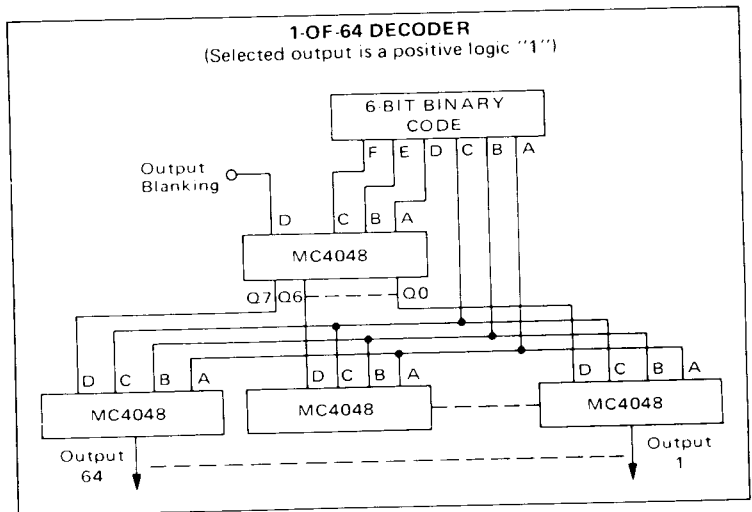 1-OF-64 DECODER
(Selected output is a positive logic "1")
6-BIT BINARY
CODE
F E D C B A
Output
Blanking
D C B A
MC4048
Q7 Q6 Q0
D C B A
D C B A
D C B A
MC4048
MC4048
MC4048
Output
64
Output
1